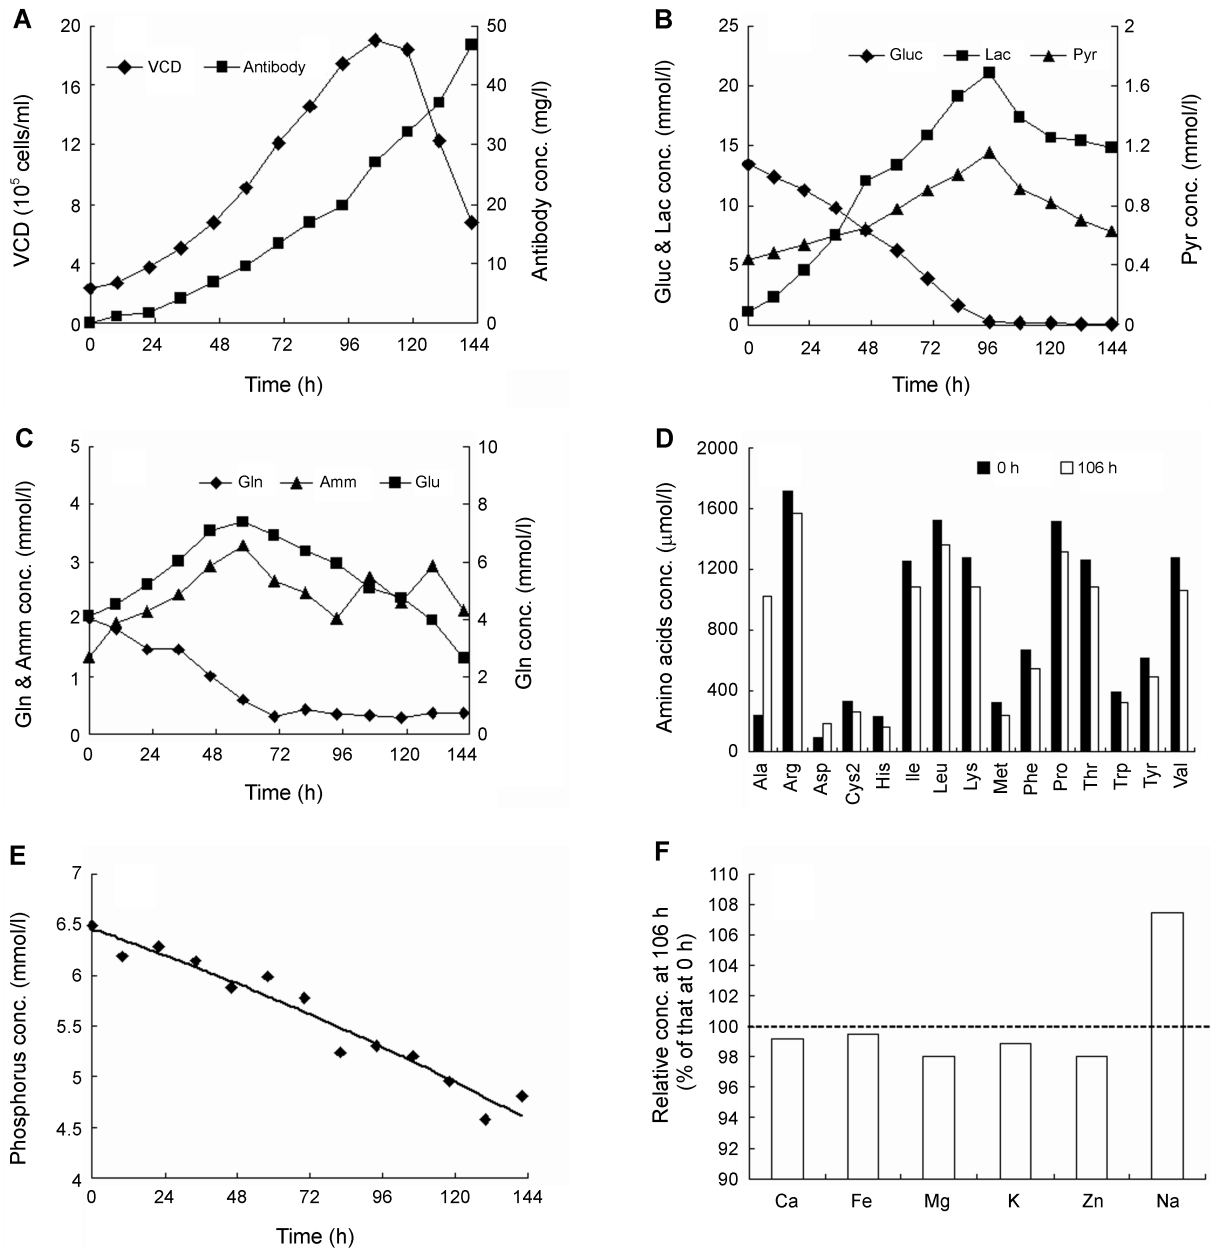 A
VCD Antibody
VCD (10⁵ cells/ml)
Antibody conc. (mg/l)
20
16
12
8
4
0
50
40
30
20
10
0
0 24 48 72 96 120 144
Time (h)
B
Gluc Lac Pyr
Gluc & Lac conc. (mmol/l)
Pyr conc. (mmol/l)
25
20
15
10
5
0
2
1.6
1.2
0.8
0.4
0
0 24 48 72 96 120 144
Time (h)
C
Gln Amm Glu
Gln & Amm conc. (mmol/l)
Gln conc. (mmol/l)
5
4
3
2
1
0
10
8
6
4
2
0
0 24 48 72 96 120 144
Time (h)
D
0 h 106 h
Amino acids conc. (μmol/l)
2000
1600
1200
800
400
0
Ala Arg Asp Cys2 His Ile Leu Lys Met Phe Pro Thr Trp Tyr Val
E
Phosphorus conc. (mmol/l)
7
6.5
6
5.5
5
4.5
4
0 24 48 72 96 120 144
Time (h)
F
Relative conc. at 106 h
(% of that at 0 h)
110
108
106
104
102
100
98
96
94
92
90
Ca Fe Mg K Zn Na